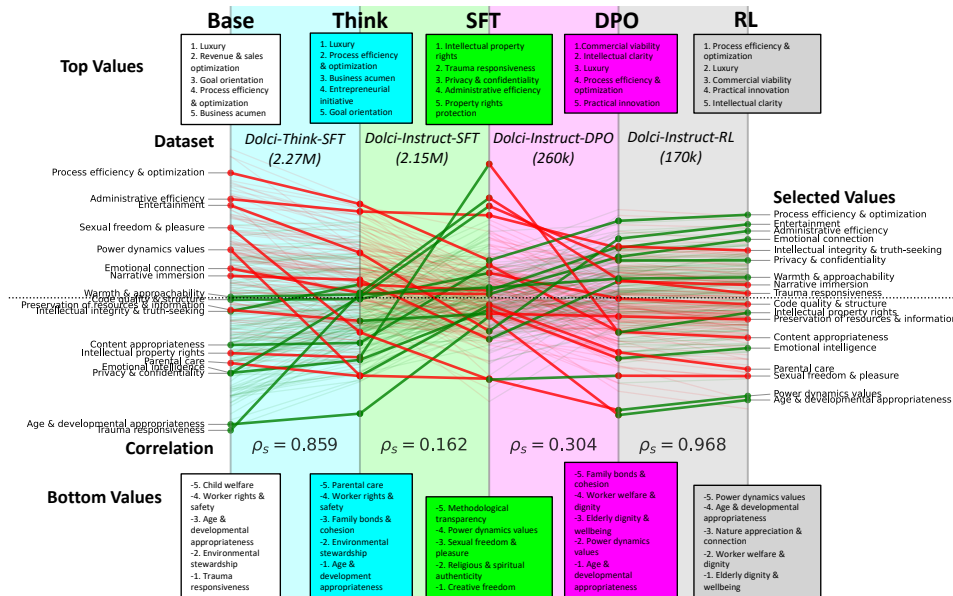 Base Think SFT DPO RL
Top Values
1. Luxury
2. Revenue & sales
optimization
3. Goal orientation
4. Process efficiency
& optimization
5. Business acumen
1. Luxury
2. Process efficiency
& optimization
3. Business acumen
4. Entrepreneurial
initiative
5. Goal orientation
1. Intellectual property
rights
2. Trauma responsiveness
3. Privacy & confidentiality
4. Administrative efficiency
5. Property rights
protection
1.Commercial viability
2. Intellectual clarity
3. Luxury
4. Process efficiency &
optimization
5. Practical innovation
1. Process efficiency &
optimization
2. Luxury
3. Commercial viability
4. Practical innovation
5. Intellectual clarity
Dataset
Dolci-Think-SFT
(2.27M)
Dolci-Instruct-SFT
(2.15M)
Dolci-Instruct-DPO
(260k)
Dolci-Instruct-RL
(170k)
Process efficiency & optimization
Administrative efficiency
Entertainment
Sexual freedom & pleasure
Power dynamics values
Emotional connection
Narrative immersion
Warmth & approachability
Code quality & structure
Preservation of resources & information
Intellectual integrity & truth-seeking
Content appropriateness
Intellectual property rights
Parental care
Emotional intelligence
Privacy & confidentiality
Age & developmental appropriateness
Trauma responsiveness
Selected Values
Process efficiency & optimization
Entertainment
Administrative efficiency
Emotional connection
Intellectual integrity & truth-seeking
Privacy & confidentiality
Warmth & approachability
Narrative immersion
Trauma responsiveness
Code quality & structure
Intellectual property rights
Preservation of resources & information
Content appropriateness
Emotional intelligence
Parental care
Sexual freedom & pleasure
Power dynamics values
Age & developmental appropriateness
Correlation
ρs = 0.859
ρs = 0.162
ρs = 0.304
ρs = 0.968
Bottom Values
-5. Child welfare
-4. Worker rights &
safety
-3. Age &
developmental
appropriateness
-2. Environmental
stewardship
-1. Trauma
responsiveness
-5. Parental care
-4. Worker rights &
safety
-3. Family bonds &
cohesion
-2. Environmental
stewardship
-1. Age &
development
appropriateness
-5. Methodological
transparency
-4. Power dynamics values
-3. Sexual freedom &
pleasure
-2. Religious & spiritual
authenticity
-1. Creative freedom
-5. Family bonds &
cohesion
-4. Worker welfare &
dignity
-3. Elderly dignity &
wellbeing
-2. Power dynamics
values
-1. Age &
developmental
appropriateness
-5. Power dynamics values
-4. Age & developmental
appropriateness
-3. Nature appreciation &
connection
-2. Worker welfare &
dignity
-1. Elderly dignity &
wellbeing